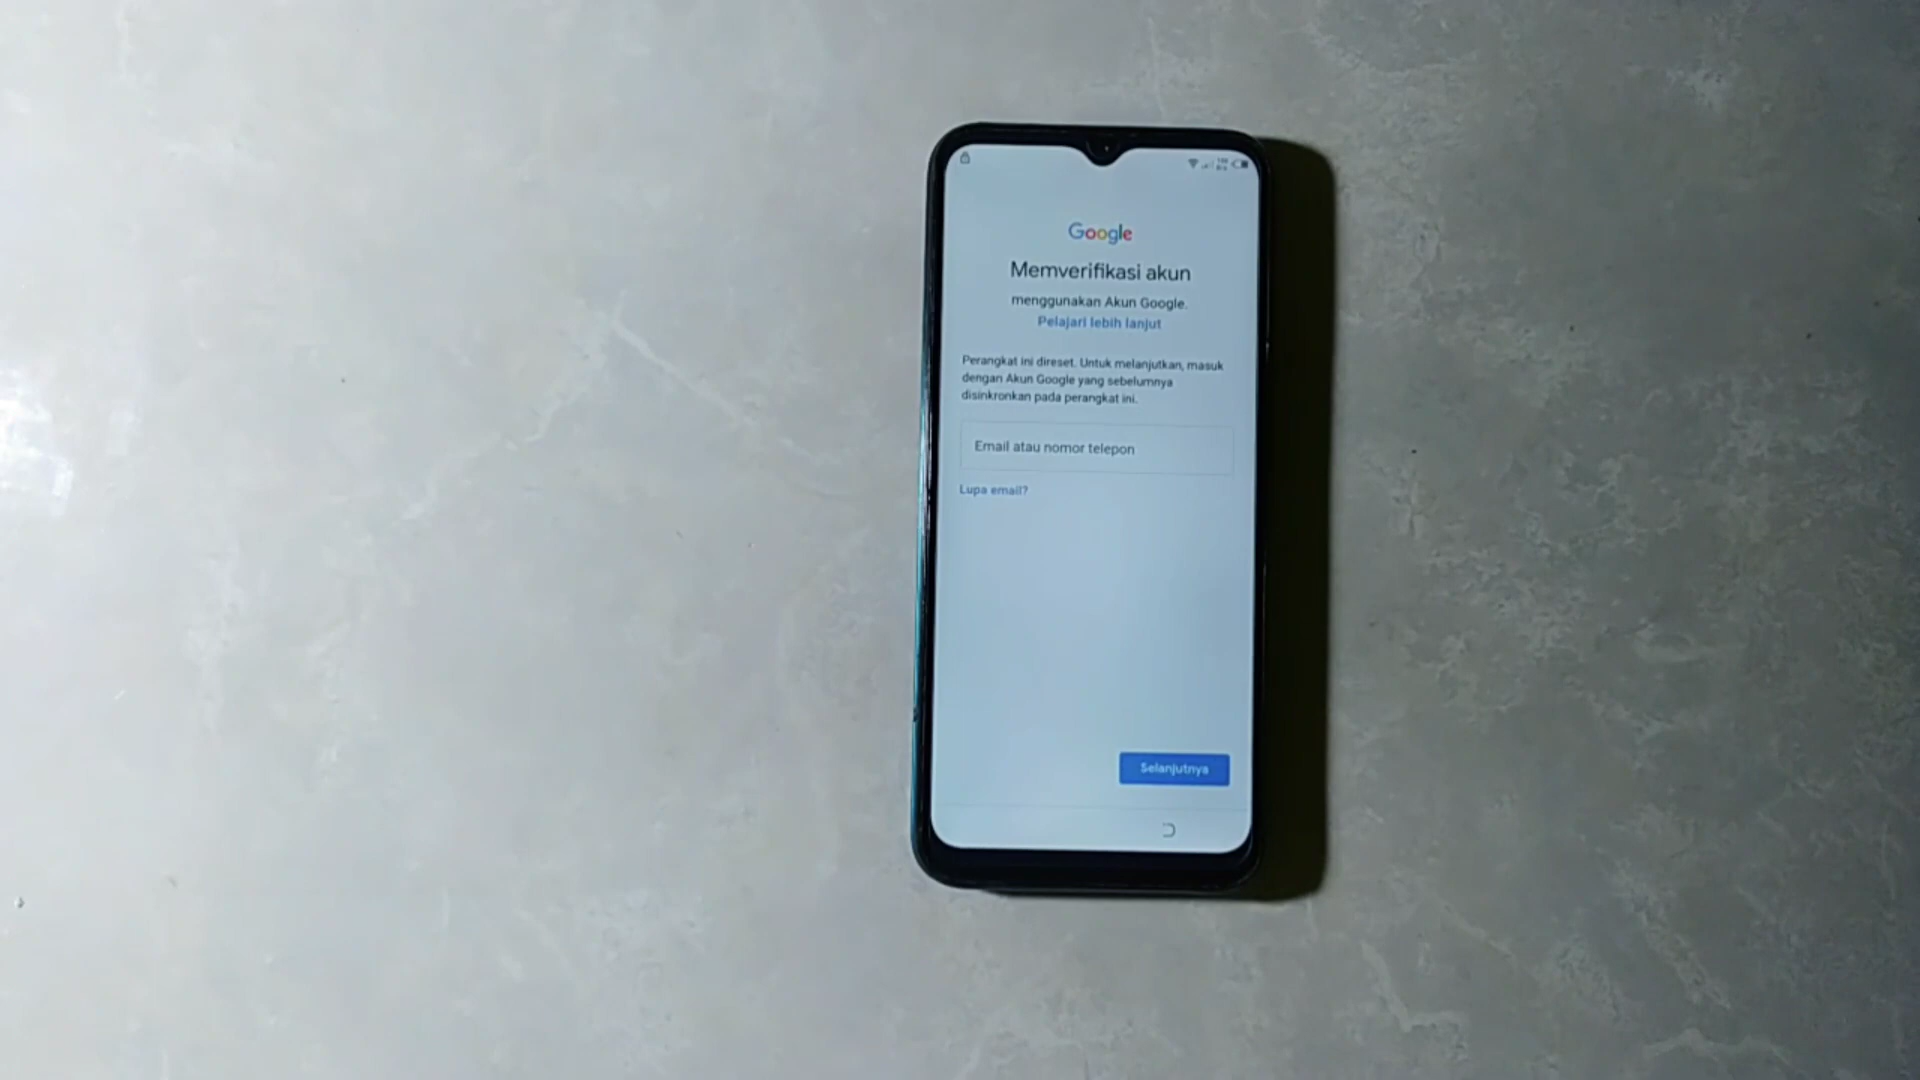 Google
Memverifikasi akun
menggunakan Akun Google.
Pelajari lebih lanjut
Perangkat ini direset. Untuk melanjutkan, masuk
dengan Akun Google yang sebelumnya
disinkronkan pada perangkat ini.
Email atau nomor telepon
Lupa email?
Selanjutnya